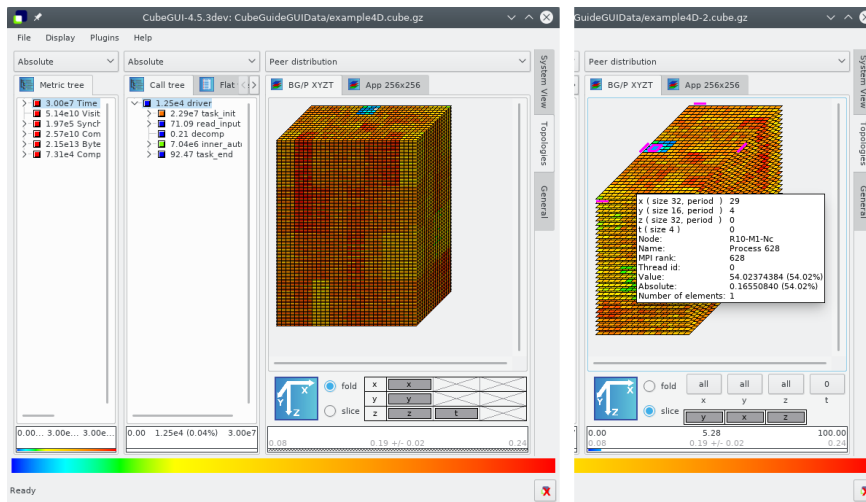 CubeGUI-4.5.3dev: CubeGuideGUIData/example4D.cube.gz
File Display Plugins Help
Absolute
Absolute
Peer distribution
Metric tree
Call tree
Flat
BG/P XYZT
App 256x256
3.00e7 Time
5.14e10 Visit
1.97e5 Synch
2.57e10 Com
2.15e13 Byte
7.31e4 Comp
1.25e4 driver
2.29e7 task_init
71.09 read_input
0.21 decomp
7.04e6 inner_auto
92.47 task_end
System View
Topologies
General
X
Y
Z
fold
slice
x x
y y
z z t
0.00... 3.00e... 3.00e...
0.00 1.25e4 (0.04%) 3.00e7
0.08 0.19 +/- 0.02 0.24
Ready
GuideGUIData/example4D-2.cube.gz
Peer distribution
BG/P XYZT
App 256x256
x ( size 32, period ) 29
y ( size 16, period ) 4
z ( size 32, period ) 0
t ( size 4 ) 0
Node: R10-M1-Nc
Name: Process 628
MPI rank: 628
Thread id: 0
Value: 54.02374384 (54.02%)
Absolute: 0.16550840 (54.02%)
Number of elements: 1
System View
Topologies
General
X
Y
Z
fold
slice
all all all 0
x y z t
y x z
0.00 5.28 100.00
0.08 0.19 +/- 0.02 0.24